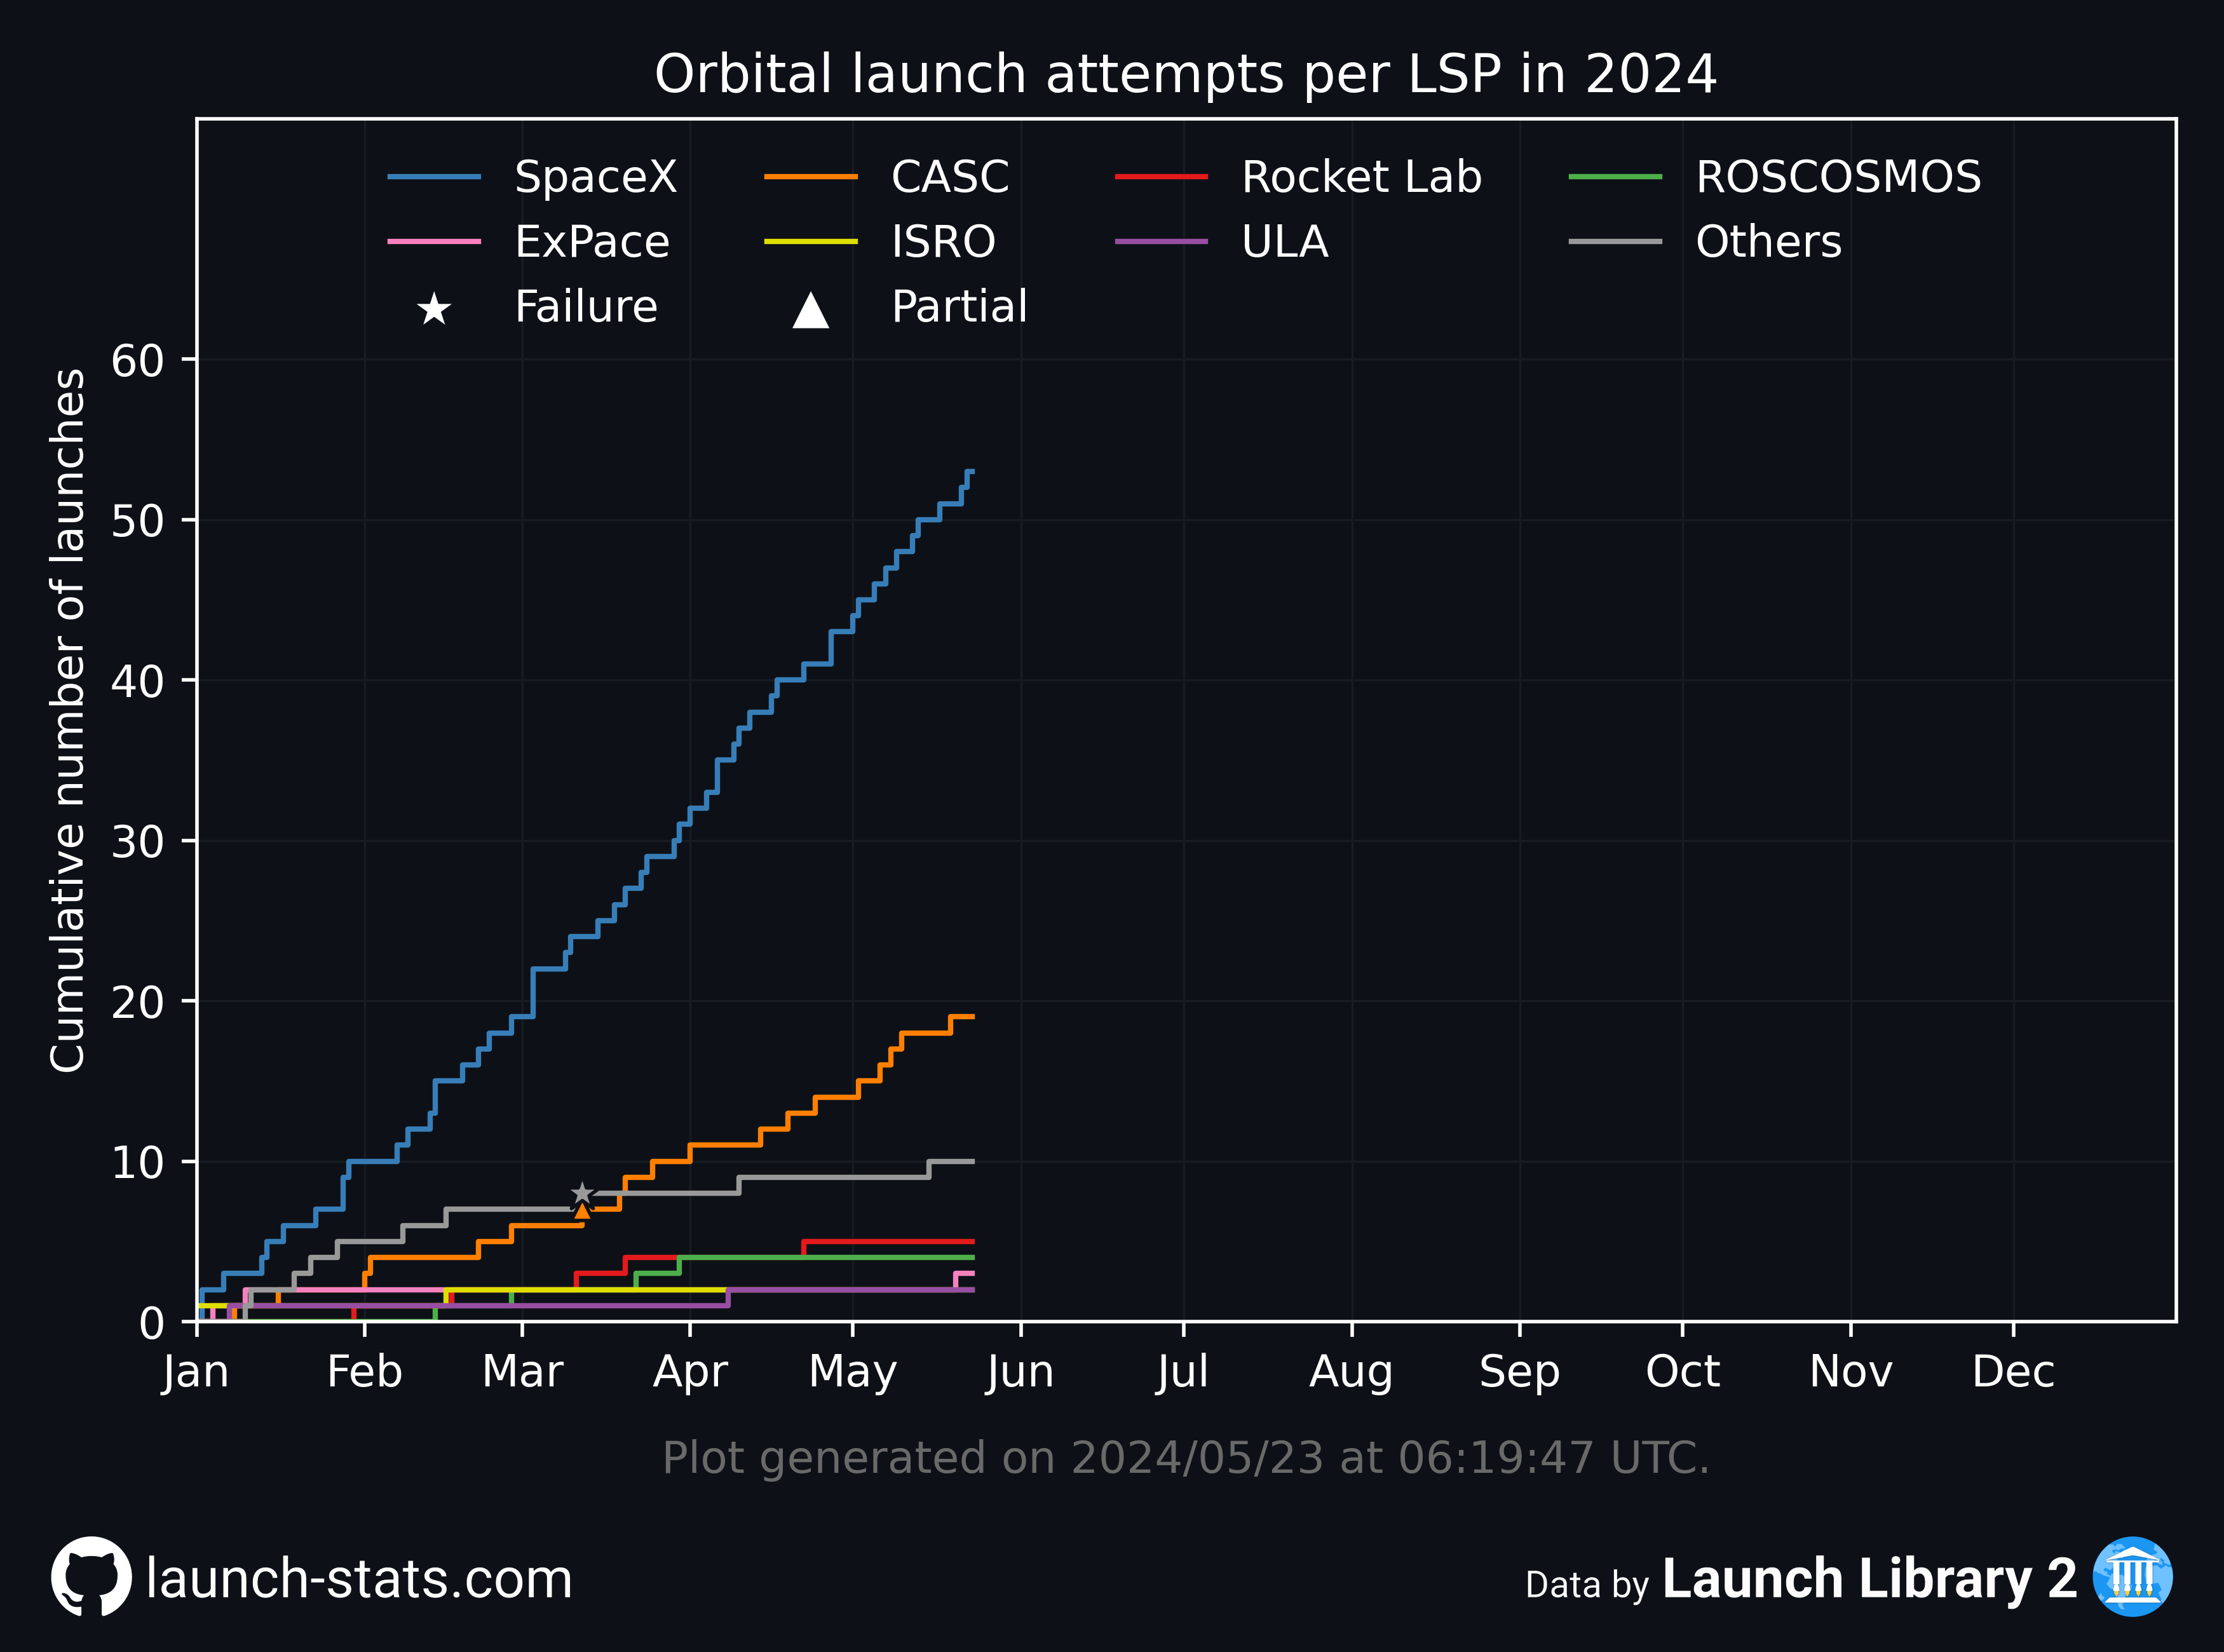 Orbital launch attempts per LSP in 2024
SpaceX CASC Rocket Lab ROSCOSMOS
ExPace ISRO ULA Others
Failure Partial
Cumulative number of launches
60
50
40
30
20
10
0
Jan Feb Mar Apr May Jun Jul Aug Sep Oct Nov Dec
Plot generated on 2024/05/23 at 06:19:47 UTC.
launch-stats.com
Data by Launch Library 2